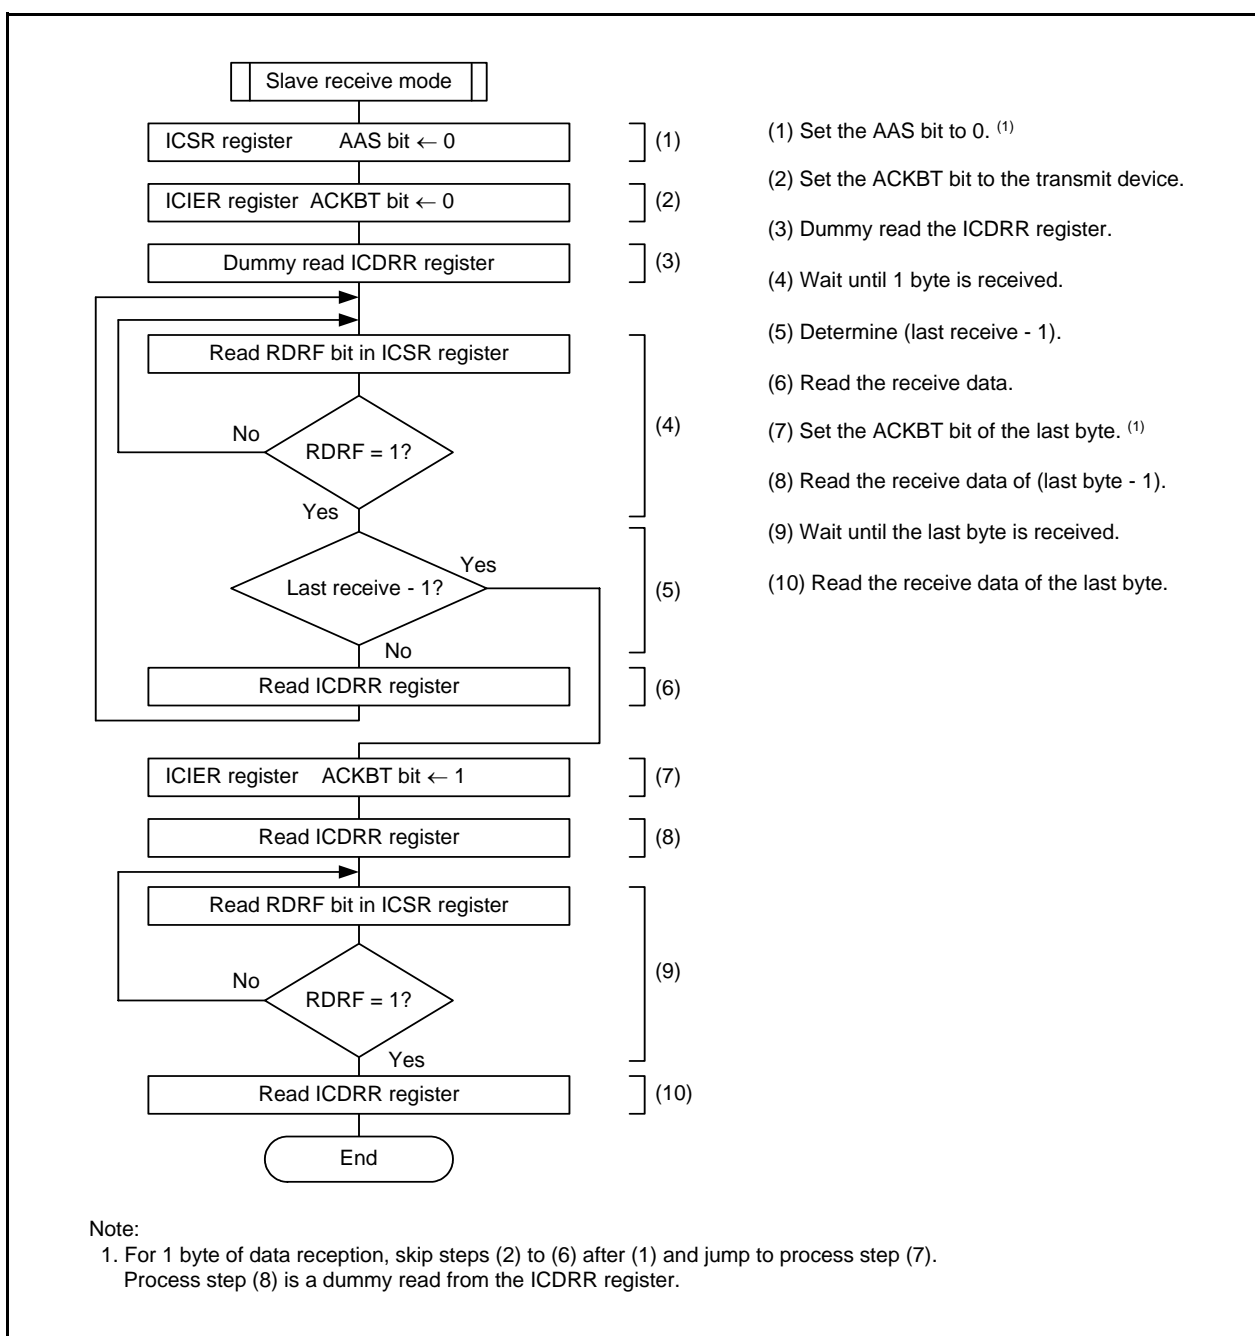 Slave receive mode
ICSR register AAS bit ← 0
(1)
ICIER register ACKBT bit ← 0
(2)
Dummy read ICDRR register
(3)
Read RDRF bit in ICSR register
No
RDRF = 1?
(4)
Yes
Last receive - 1?
Yes
(5)
No
Read ICDRR register
(6)
ICIER register ACKBT bit ← 1
(7)
Read ICDRR register
(8)
Read RDRF bit in ICSR register
No
RDRF = 1?
(9)
Yes
Read ICDRR register
(10)
End
(1) Set the AAS bit to 0. (1)
(2) Set the ACKBT bit to the transmit device.
(3) Dummy read the ICDRR register.
(4) Wait until 1 byte is received.
(5) Determine (last receive - 1).
(6) Read the receive data.
(7) Set the ACKBT bit of the last byte. (1)
(8) Read the receive data of (last byte - 1).
(9) Wait until the last byte is received.
(10) Read the receive data of the last byte.
Note:
1. For 1 byte of data reception, skip steps (2) to (6) after (1) and jump to process step (7).
Process step (8) is a dummy read from the ICDRR register.